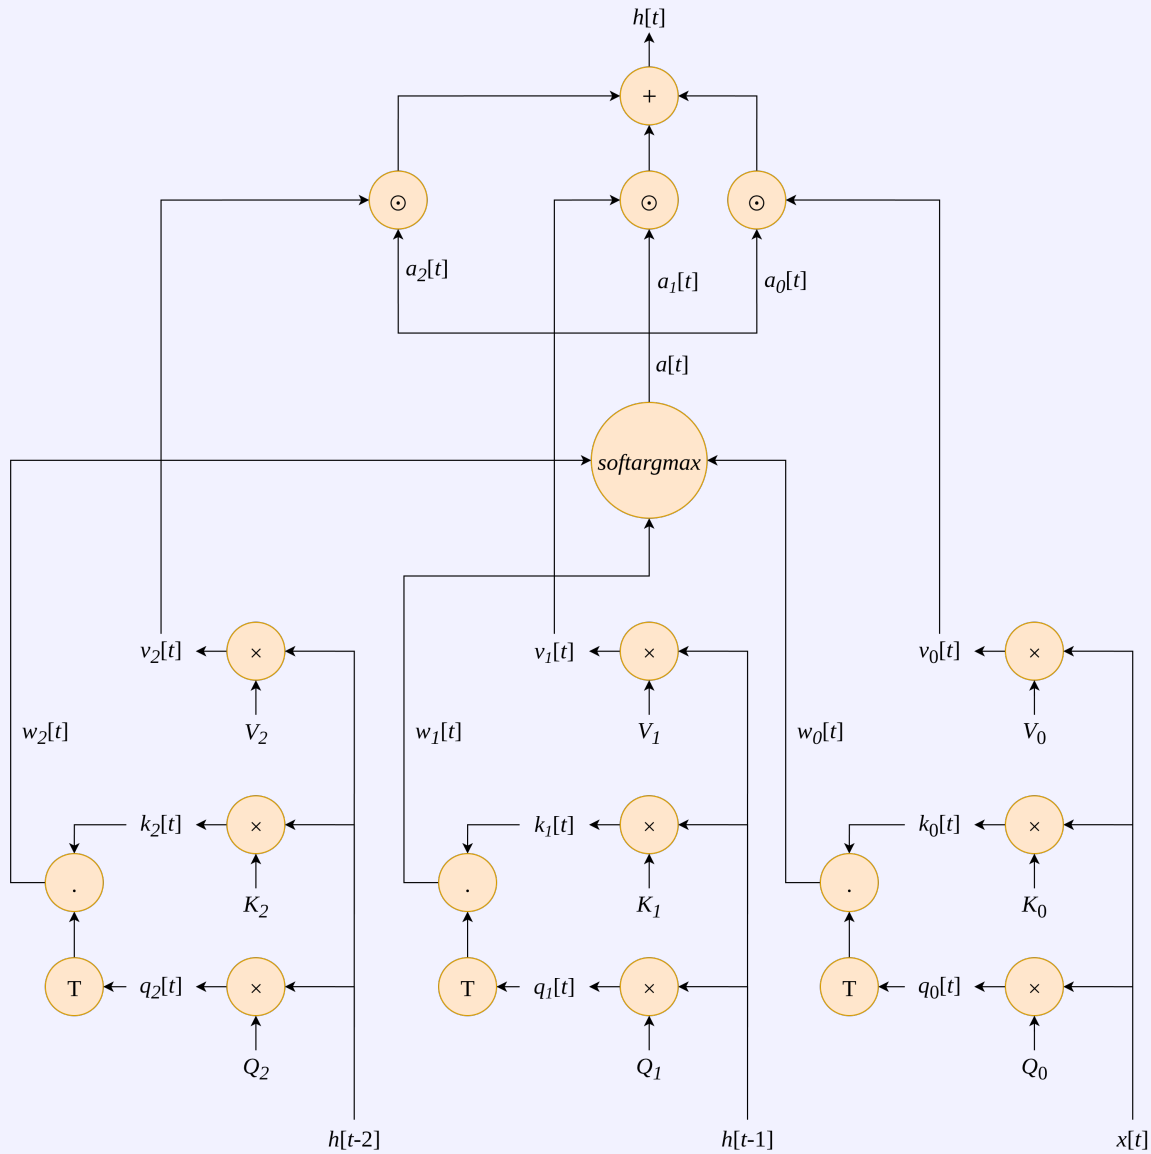 h[t]
+
⊙ ⊙ ⊙
a₂[t] a₁[t] a₀[t]
a[t]
softargmax
v₂[t] × v₁[t] × v₀[t] ×
w₂[t] V₂ w₁[t] V₁ w₀[t] V₀
k₂[t] × k₁[t] × k₀[t] ×
. . .
K₂ K₁ K₀
T q₂[t] × T q₁[t] × T q₀[t] ×
Q₂ Q₁ Q₀
h[t-2] h[t-1] x[t]